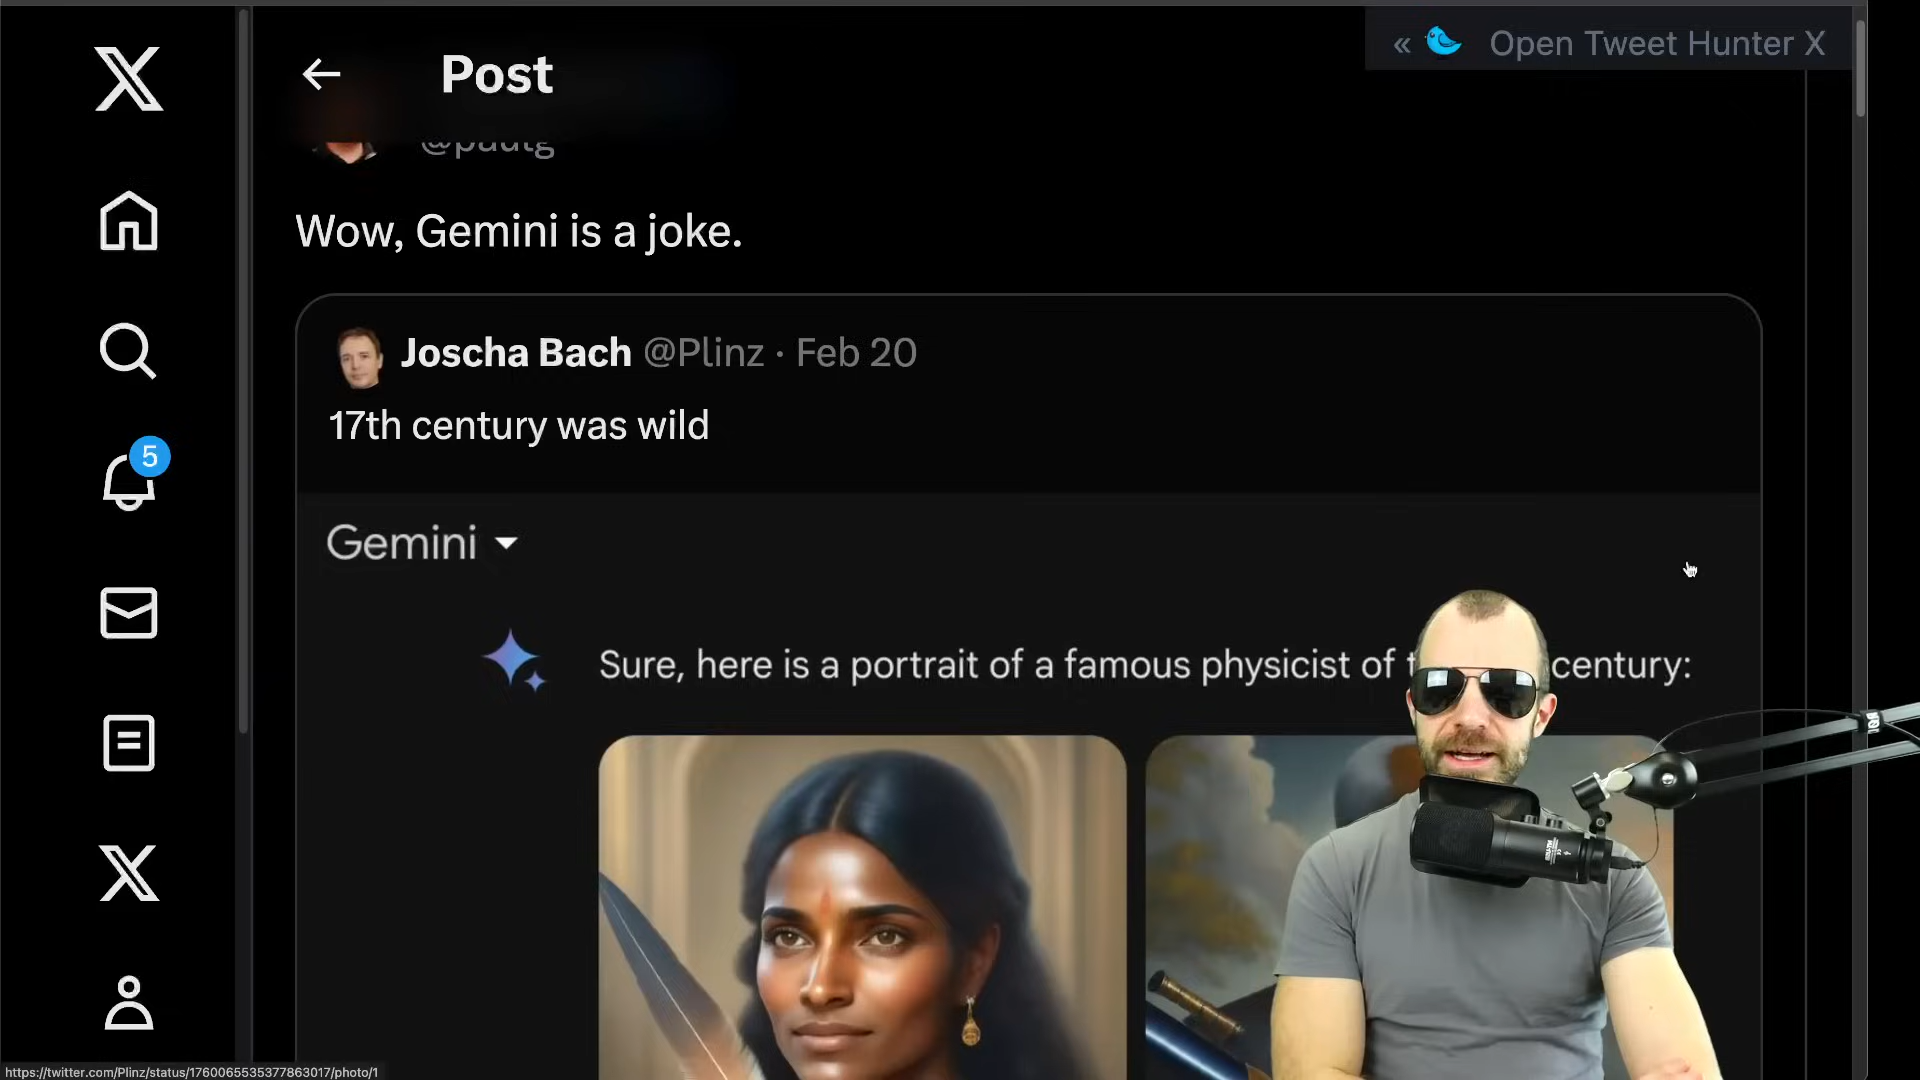 Post
« Open Tweet Hunter X
@paulg
Wow, Gemini is a joke.
Joscha Bach @Plinz · Feb 20
17th century was wild
5
Gemini
Sure, here is a portrait of a famous physicist of century:
https://twitter.com/Plinz/status/1760065535377863017/photo/1